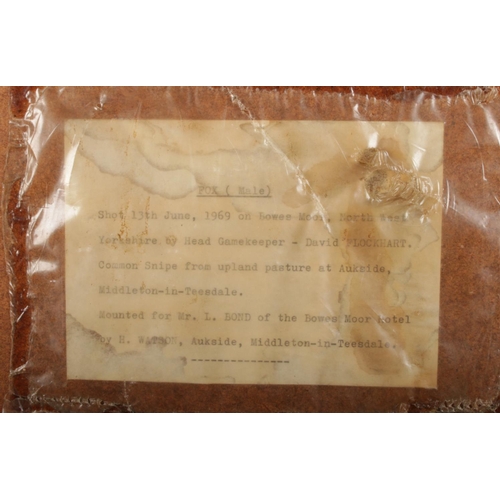 FOX ( Male)
Shot 13th June, 1969 on Bowes Moor, North
Yorkshire by Head Gamekeeper - David FLOCKHART.
Common Snipe from upland pasture at Aukside,
Middleton-in-Teesdale.
Mounted for Mr. L. BOND of the Bowes Moor Hotel
by H. WATSON, Aukside, Middleton-in-Teesdale.
---------------